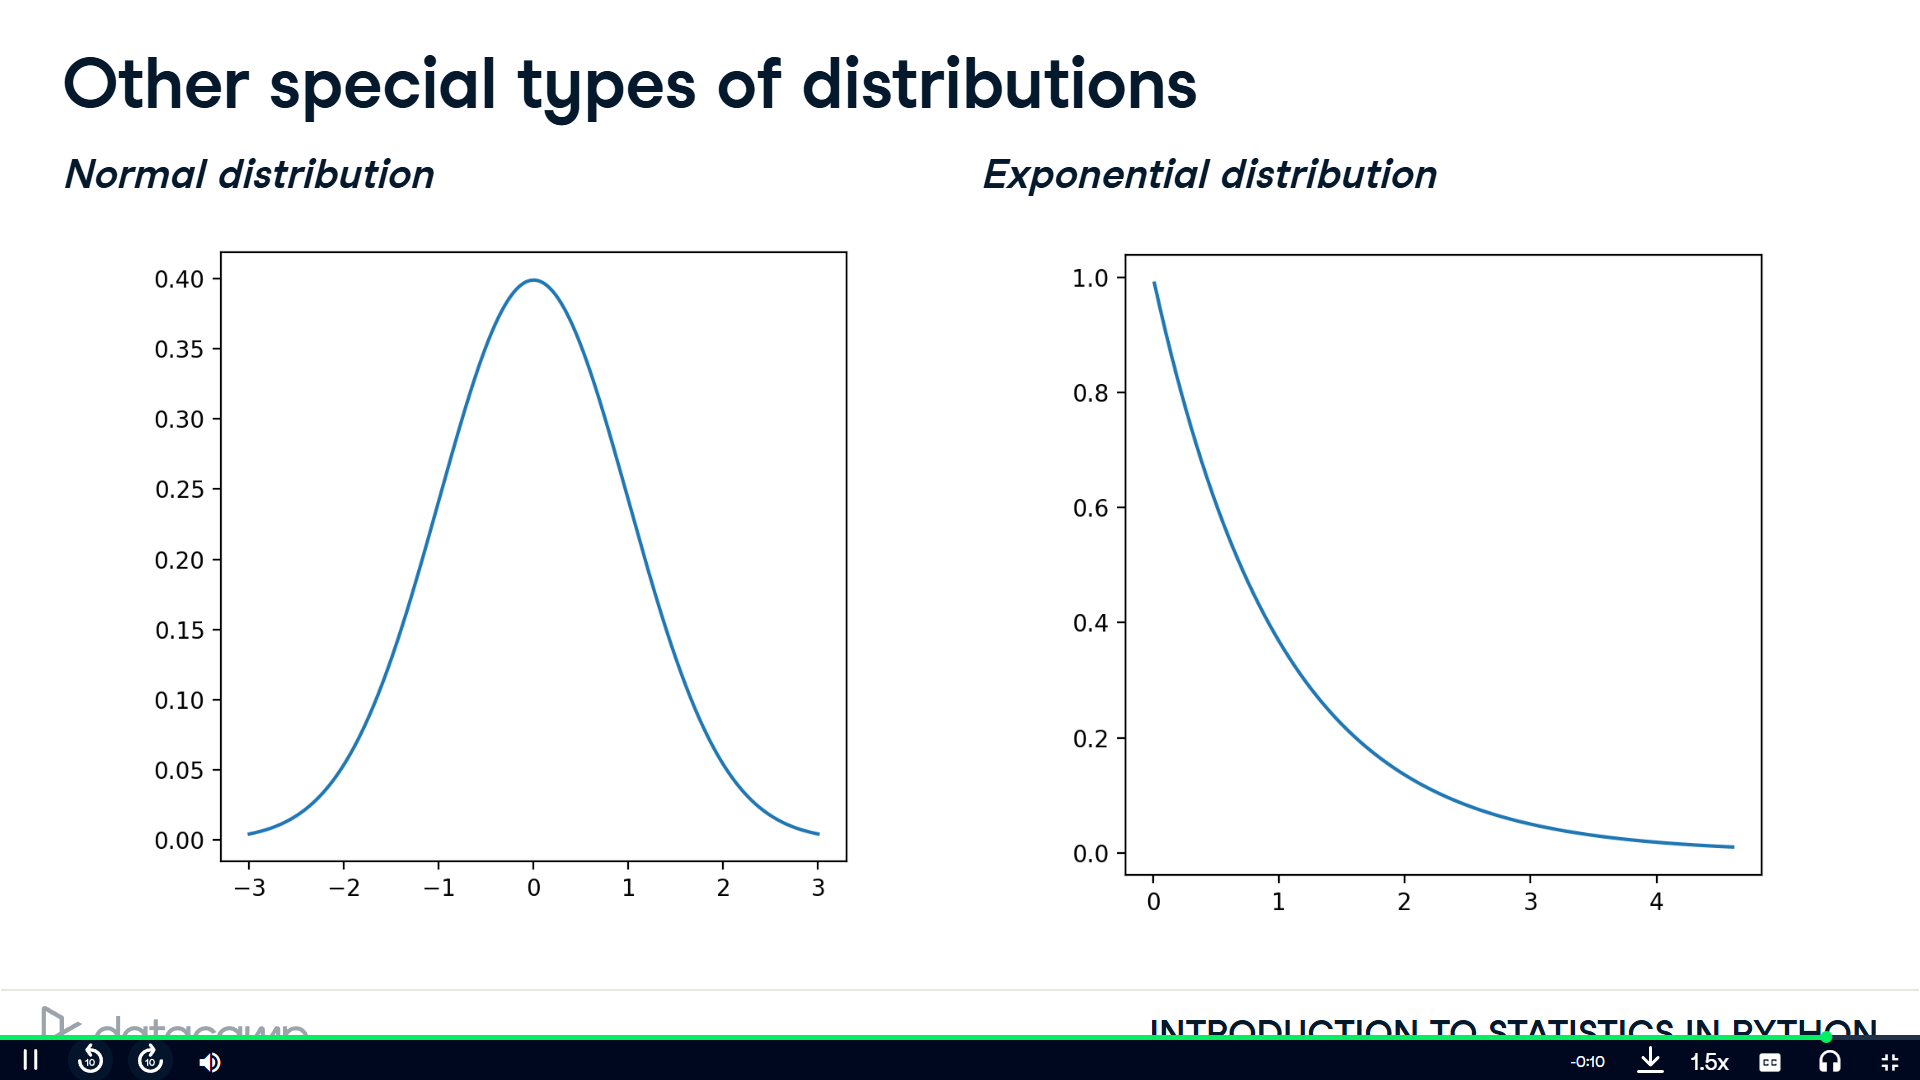 Other special types of distributions
Normal distribution
Exponential distribution
0.40
0.35
0.30
0.25
0.20
0.15
0.10
0.05
0.00
−3 −2 −1 0 1 2 3
1.0
0.8
0.6
0.4
0.2
0.0
0 1 2 3 4
datacamp
INTRODUCTION TO STATISTICS IN PYTHON
10 10 -0:10 1.5x CC